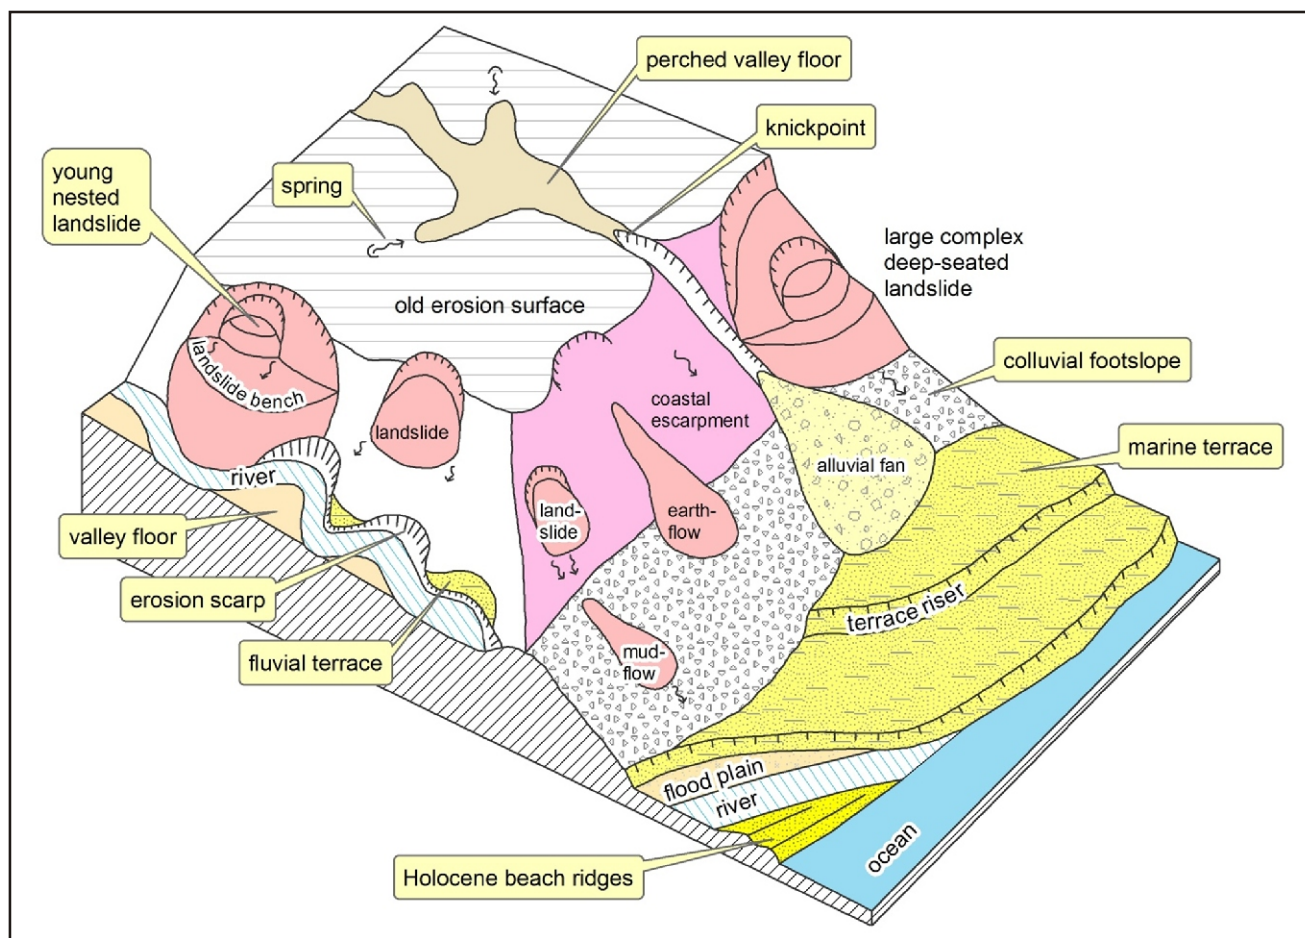 perched valley floor
knickpoint
young
nested
landslide
spring
large complex
deep-seated
landslide
old erosion surface
colluvial footslope
landslide bench
coastal
escarpment
landslide
marine terrace
alluvial fan
river
land-
slide
earth-
flow
valley floor
erosion scarp
terrace riser
fluvial terrace
mud-
flow
flood plain
river
ocean
Holocene beach ridges